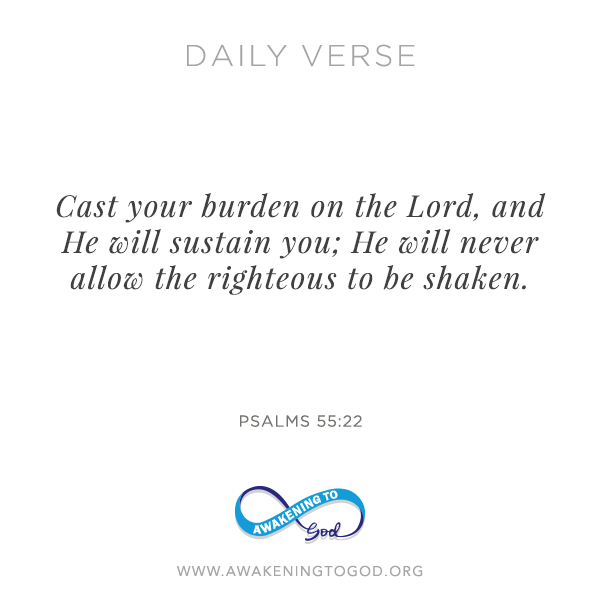 DAILY VERSE
Cast your burden on the Lord, and
He will sustain you; He will never
allow the righteous to be shaken.
PSALMS 55:22
AWAKENING TO
God
WWW.AWAKENINGTOGOD.ORG